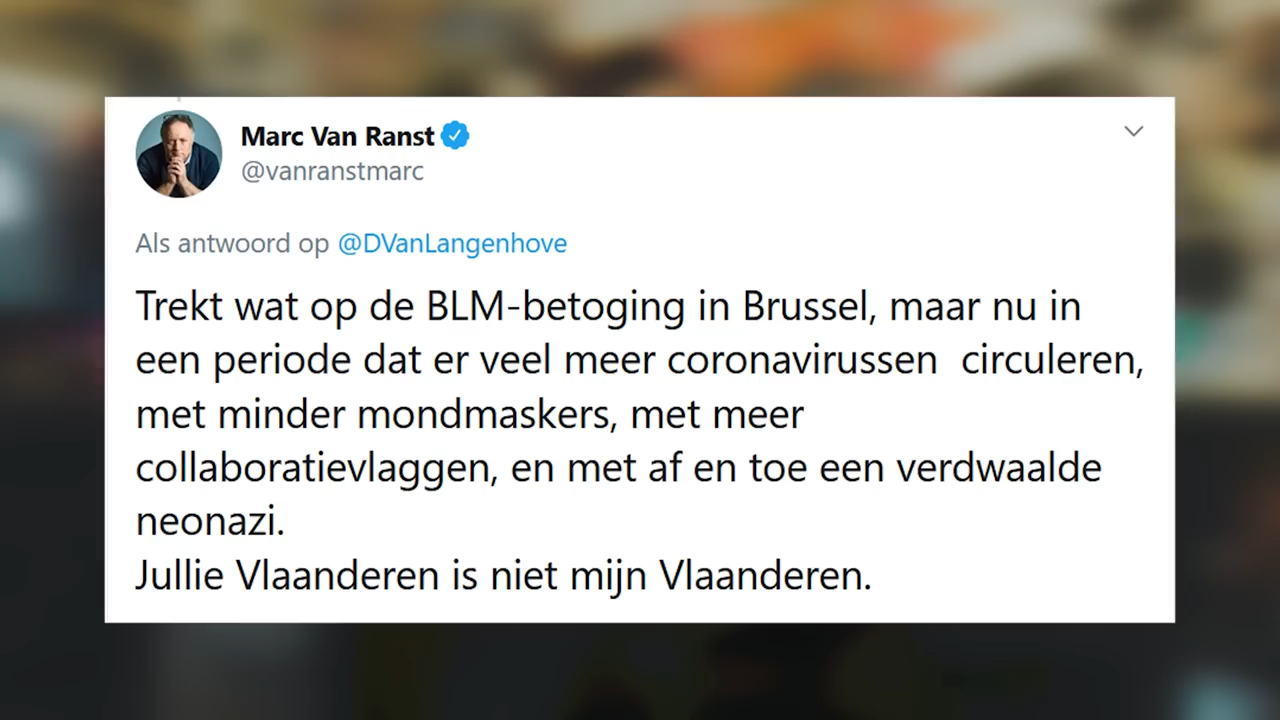 Marc Van Ranst
@vanranstmarc
Als antwoord op @DVanLangenhove
Trekt wat op de BLM-betoging in Brussel, maar nu in
een periode dat er veel meer coronavirussen  circuleren,
met minder mondmaskers, met meer
collaboratievlaggen, en met af en toe een verdwaalde
neonazi.
Jullie Vlaanderen is niet mijn Vlaanderen.